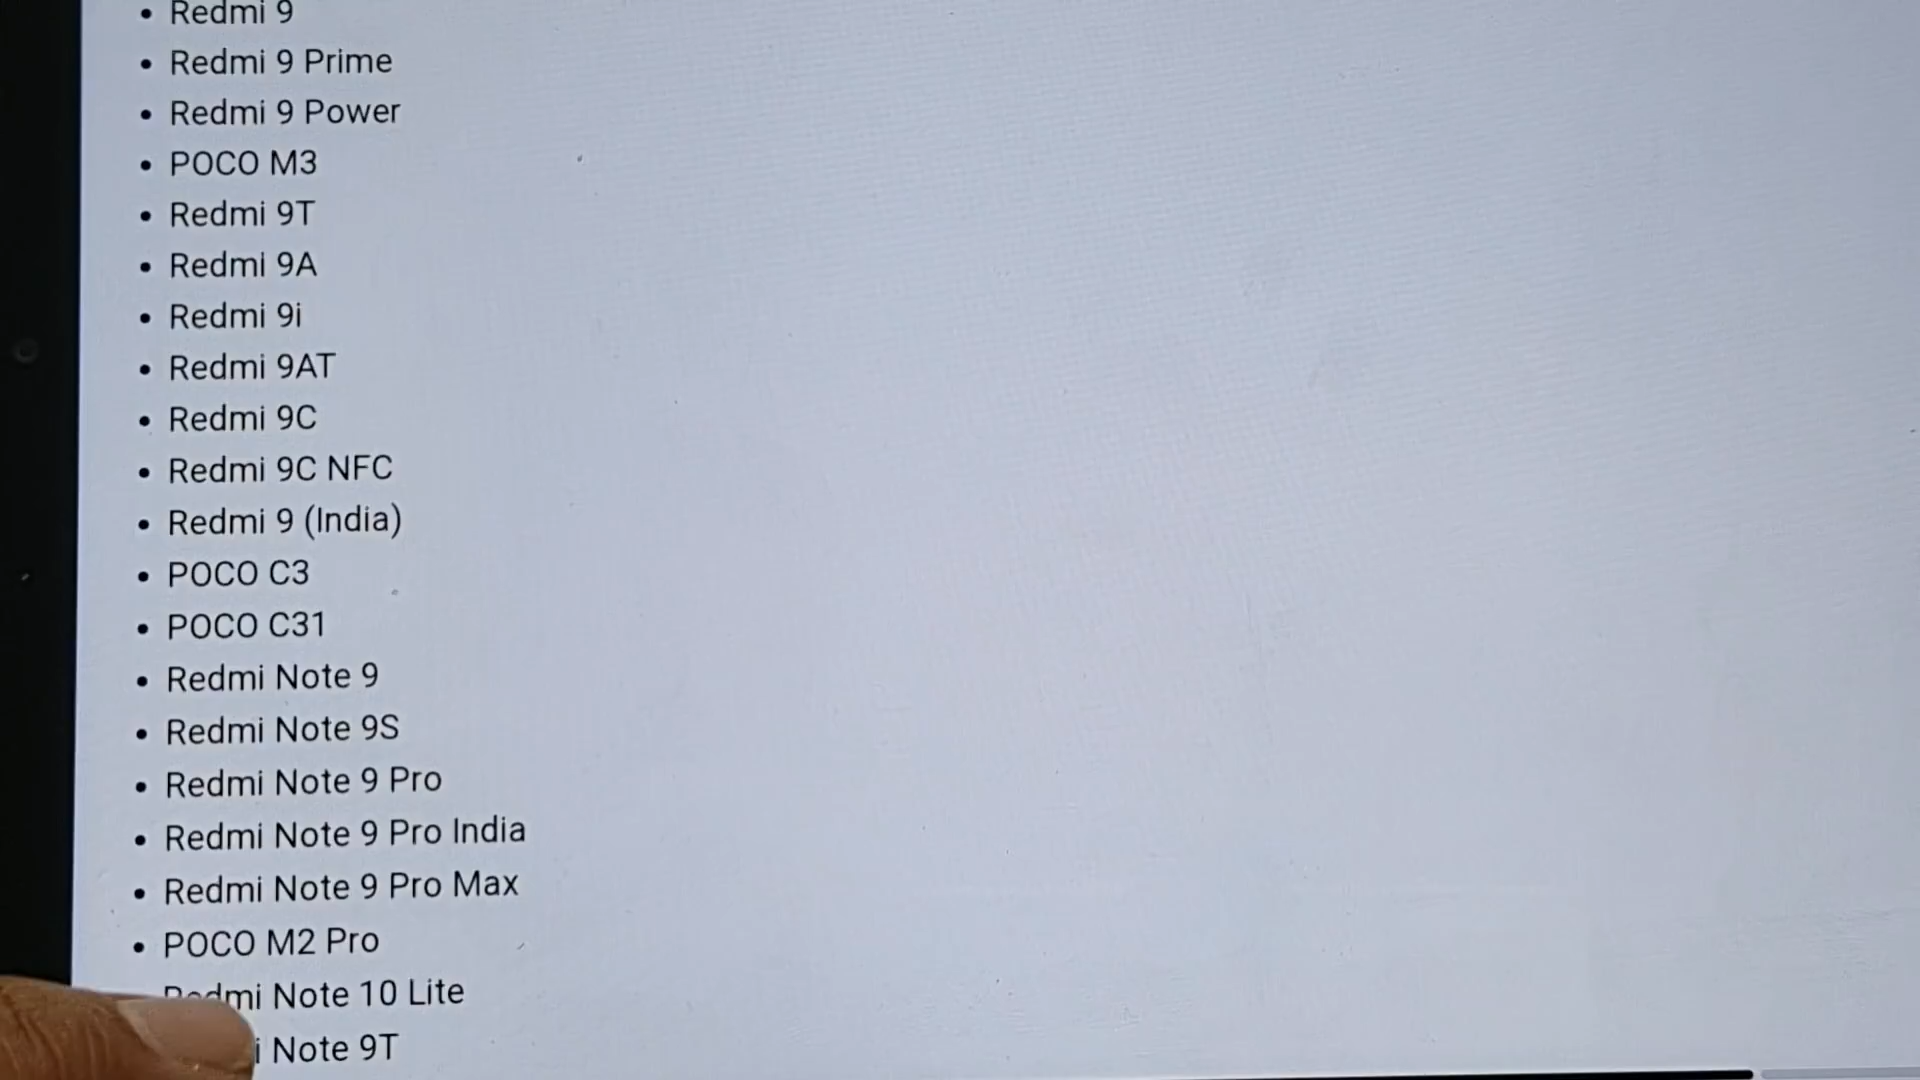 • Redmi 9
• Redmi 9 Prime
• Redmi 9 Power
• POCO M3
• Redmi 9T
• Redmi 9A
• Redmi 9i
• Redmi 9AT
• Redmi 9C
• Redmi 9C NFC
• Redmi 9 (India)
• POCO C3
• POCO C31
• Redmi Note 9
• Redmi Note 9S
• Redmi Note 9 Pro
• Redmi Note 9 Pro India
• Redmi Note 9 Pro Max
• POCO M2 Pro
Redmi Note 10 Lite
Note 9T